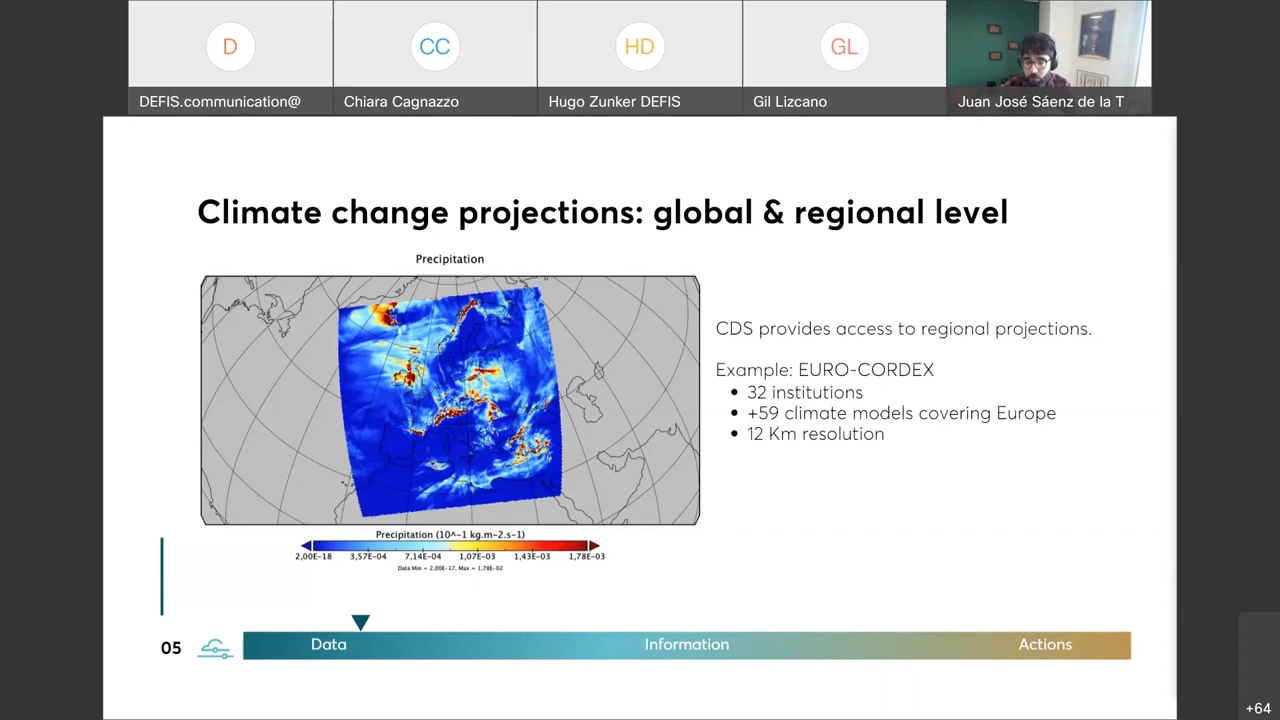 D
CC
HD
GL
DEFIS.communication@
Chiara Cagnazzo
Hugo Zunker DEFIS
Gil Lizcano
Juan José Sáenz de la T
Climate change projections: global & regional level
Precipitation
CDS provides access to regional projections.
Example: EURO-CORDEX
• 32 institutions
• +59 climate models covering Europe
• 12 Km resolution
Precipitation (10^-1 kg.m-2.s-1)
2,00E-18 3,57E-04 7,14E-04 1,07E-03 1,43E-03 1,78E-03
Data Min = 2,00E-17, Max = 1,78E-02
05
Data
Information
Actions
+64